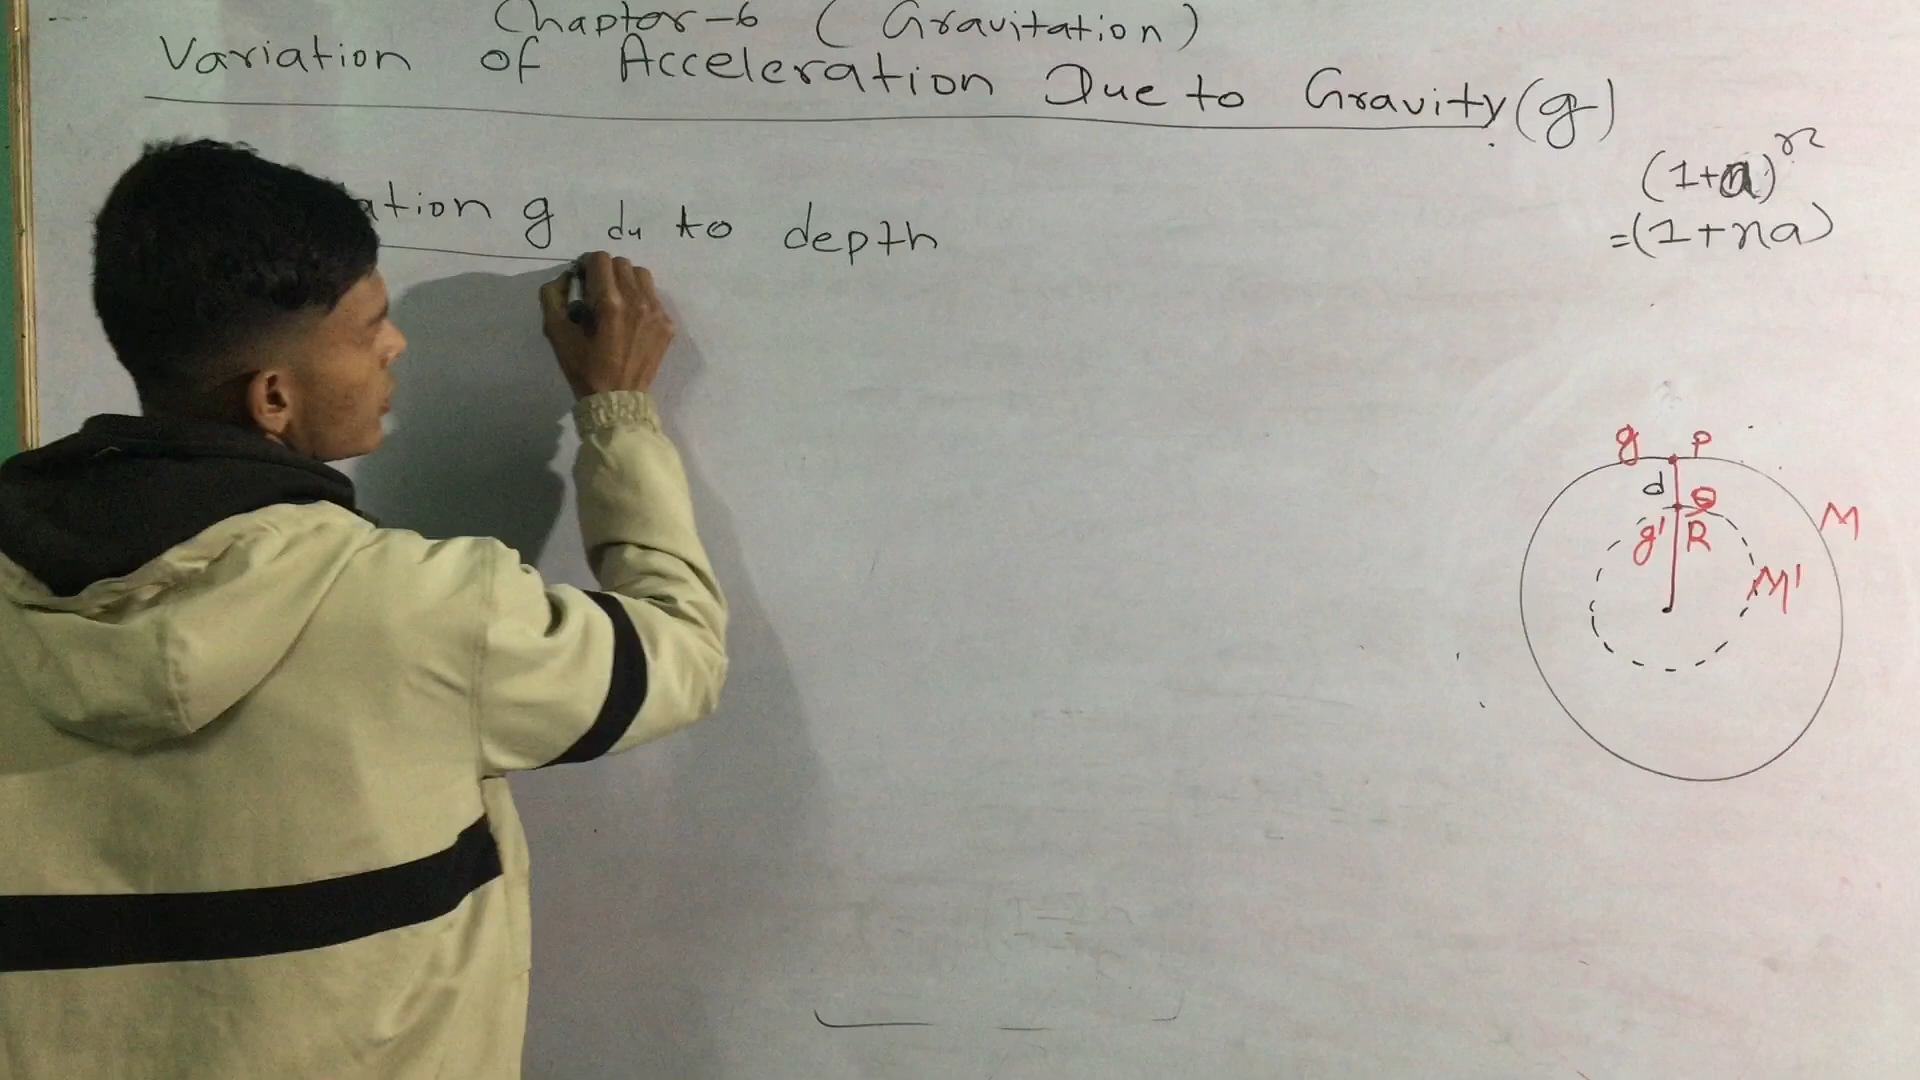 Chapter-6 (Gravitation)
Variation of Acceleration Due to Gravity (g)
(1+a)^n
=(1+na)
ation g du to depth
g P
d Q
g' R
M
M'